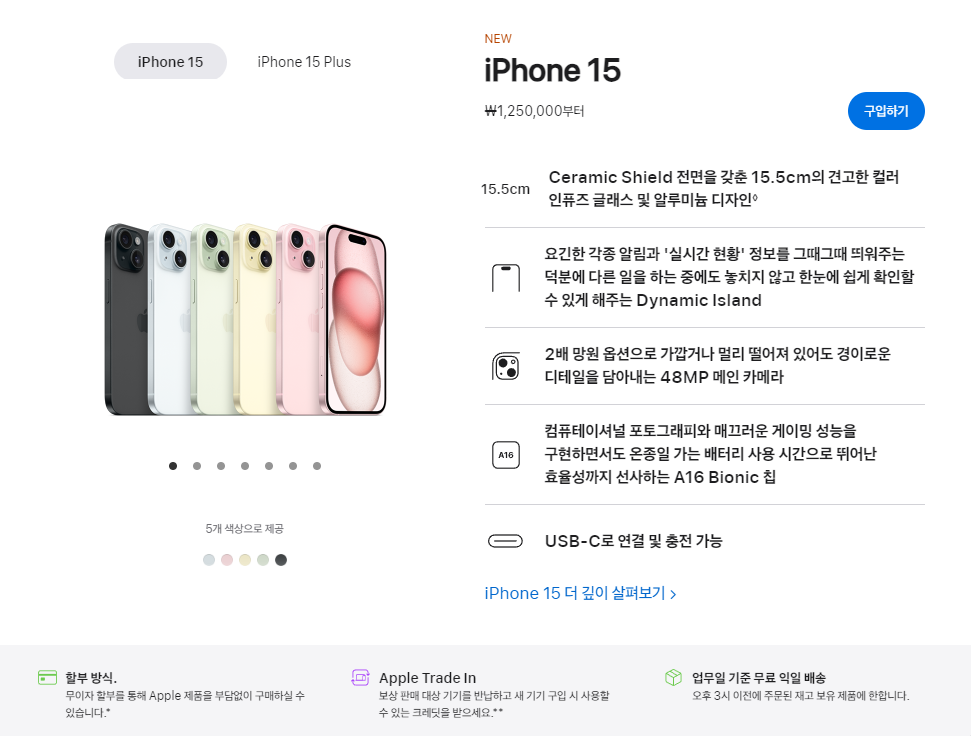 iPhone 15
iPhone 15 Plus
NEW
iPhone 15
₩1,250,000부터
구입하기
15.5cm
Ceramic Shield 전면을 갖춘 15.5cm의 견고한 컬러
인퓨즈 글래스 및 알루미늄 디자인◊
요긴한 각종 알림과 '실시간 현황' 정보를 그때그때 띄워주는
덕분에 다른 일을 하는 중에도 놓치지 않고 한눈에 쉽게 확인할
수 있게 해주는 Dynamic Island
2배 망원 옵션으로 가깝거나 멀리 떨어져 있어도 경이로운
디테일을 담아내는 48MP 메인 카메라
A16
컴퓨테이셔널 포토그래피와 매끄러운 게이밍 성능을
구현하면서도 온종일 가는 배터리 사용 시간으로 뛰어난
효율성까지 선사하는 A16 Bionic 칩
USB-C로 연결 및 충전 가능
iPhone 15 더 깊이 살펴보기 >
5개 색상으로 제공
할부 방식.
무이자 할부를 통해 Apple 제품을 부담없이 구매하실 수
있습니다.*
Apple Trade In
보상 판매 대상 기기를 반납하고 새 기기 구입 시 사용할
수 있는 크레딧을 받으세요.**
업무일 기준 무료 익일 배송
오후 3시 이전에 주문된 재고 보유 제품에 한합니다.